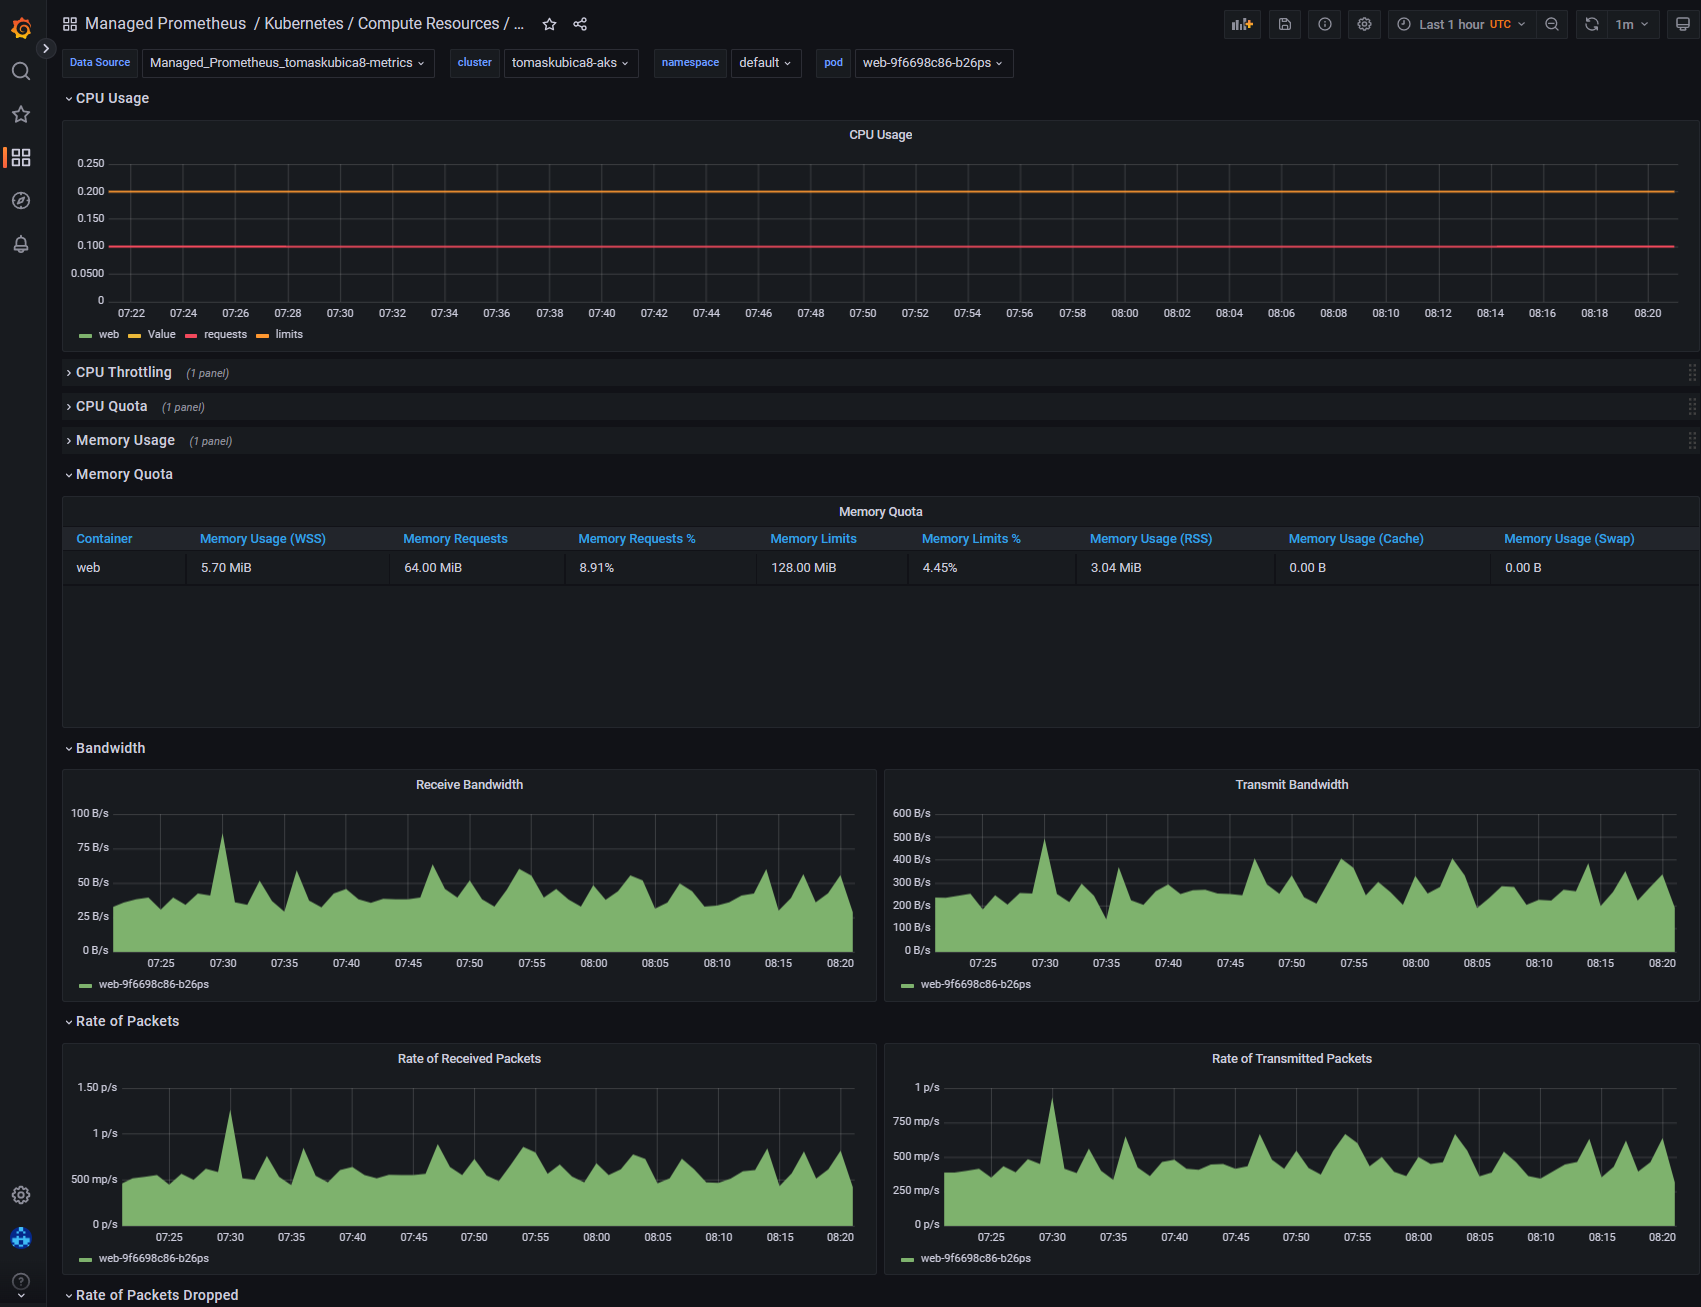 Managed Prometheus / Kubernetes / Compute Resources / ...
Last 1 hour UTC 1m
Data Source Managed_Prometheus_tomaskubica8-metrics cluster tomaskubica8-aks namespace default pod web-9f6698c86-b26ps
CPU Usage
CPU Usage
0.250
0.200
0.150
0.100
0.0500
0
07:22 07:24 07:26 07:28 07:30 07:32 07:34 07:36 07:38 07:40 07:42 07:44 07:46 07:48 07:50 07:52 07:54 07:56 07:58 08:00 08:02 08:04 08:06 08:08 08:10 08:12 08:14 08:16 08:18 08:20
web Value requests limits
CPU Throttling (1 panel)
CPU Quota (1 panel)
Memory Usage (1 panel)
Memory Quota
Memory Quota
Container Memory Usage (WSS) Memory Requests Memory Requests % Memory Limits Memory Limits % Memory Usage (RSS) Memory Usage (Cache) Memory Usage (Swap)
web 5.70 MiB 64.00 MiB 8.91% 128.00 MiB 4.45% 3.04 MiB 0.00 B 0.00 B
Bandwidth
Receive Bandwidth
100 B/s
75 B/s
50 B/s
25 B/s
0 B/s
07:25 07:30 07:35 07:40 07:45 07:50 07:55 08:00 08:05 08:10 08:15 08:20
web-9f6698c86-b26ps
Transmit Bandwidth
600 B/s
500 B/s
400 B/s
300 B/s
200 B/s
100 B/s
0 B/s
07:25 07:30 07:35 07:40 07:45 07:50 07:55 08:00 08:05 08:10 08:15 08:20
web-9f6698c86-b26ps
Rate of Packets
Rate of Received Packets
1.50 p/s
1 p/s
500 mp/s
0 p/s
07:25 07:30 07:35 07:40 07:45 07:50 07:55 08:00 08:05 08:10 08:15 08:20
web-9f6698c86-b26ps
Rate of Transmitted Packets
1 p/s
750 mp/s
500 mp/s
250 mp/s
0 p/s
07:25 07:30 07:35 07:40 07:45 07:50 07:55 08:00 08:05 08:10 08:15 08:20
web-9f6698c86-b26ps
Rate of Packets Dropped